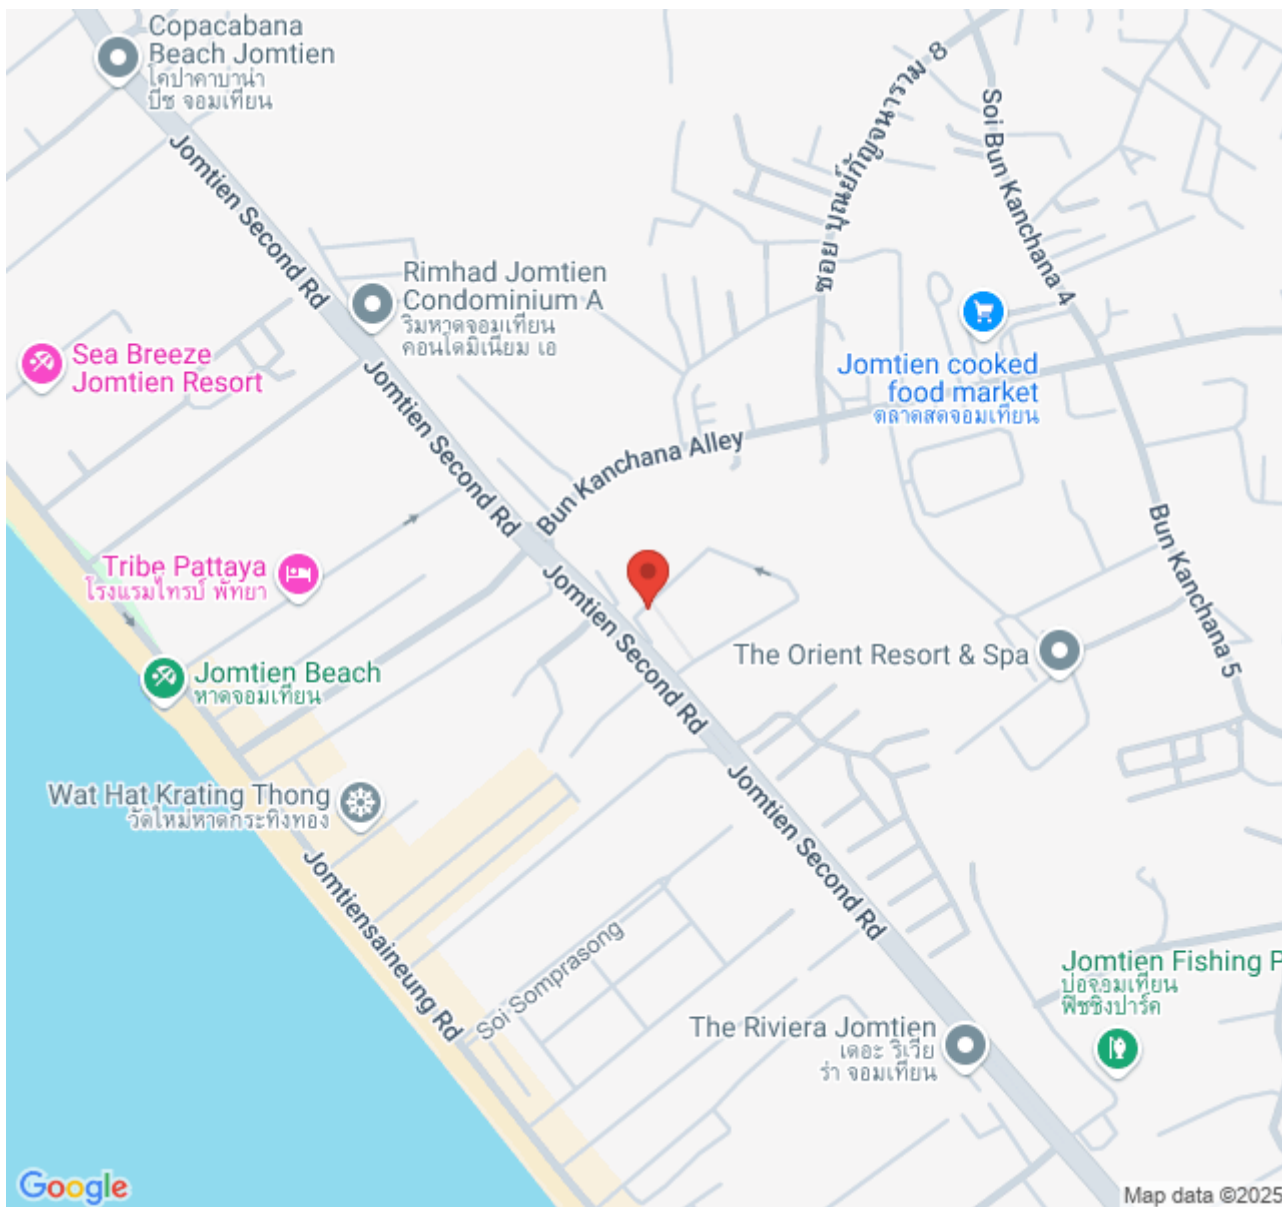 Copacabana
Beach Jomtien
โคปาคาบาน่า
บีช จอมเทียน
Jomtien Second Rd
ซอย บุณย์กัญจนาราม 8
Soi Bun Kanchana 4
Rimhad Jomtien
Condominium A
ริมหาดจอมเทียน
คอนโดมิเนียม เอ
Sea Breeze
Jomtien Resort
Jomtien cooked
food market
ตลาดสดจอมเทียน
Jomtien Second Rd
Bun Kanchana Alley
Bun Kanchana 5
Tribe Pattaya
โรงแรมไทรบ์ พัทยา
Jomtien Second Rd
The Orient Resort & Spa
Jomtien Beach
หาดจอมเทียน
Wat Hat Krating Thong
วัดใหม่หาดกระทิงทอง
Jomtien Second Rd
Jomtiensaineung Rd
Soi Somprasong
Jomtien Fishing P
บ่อจอมเทียน
ฟิชชิ่งปาร์ค
The Riviera Jomtien
เดอะ ริเวีย
ร่า จอมเทียน
Google
Map data ©2025